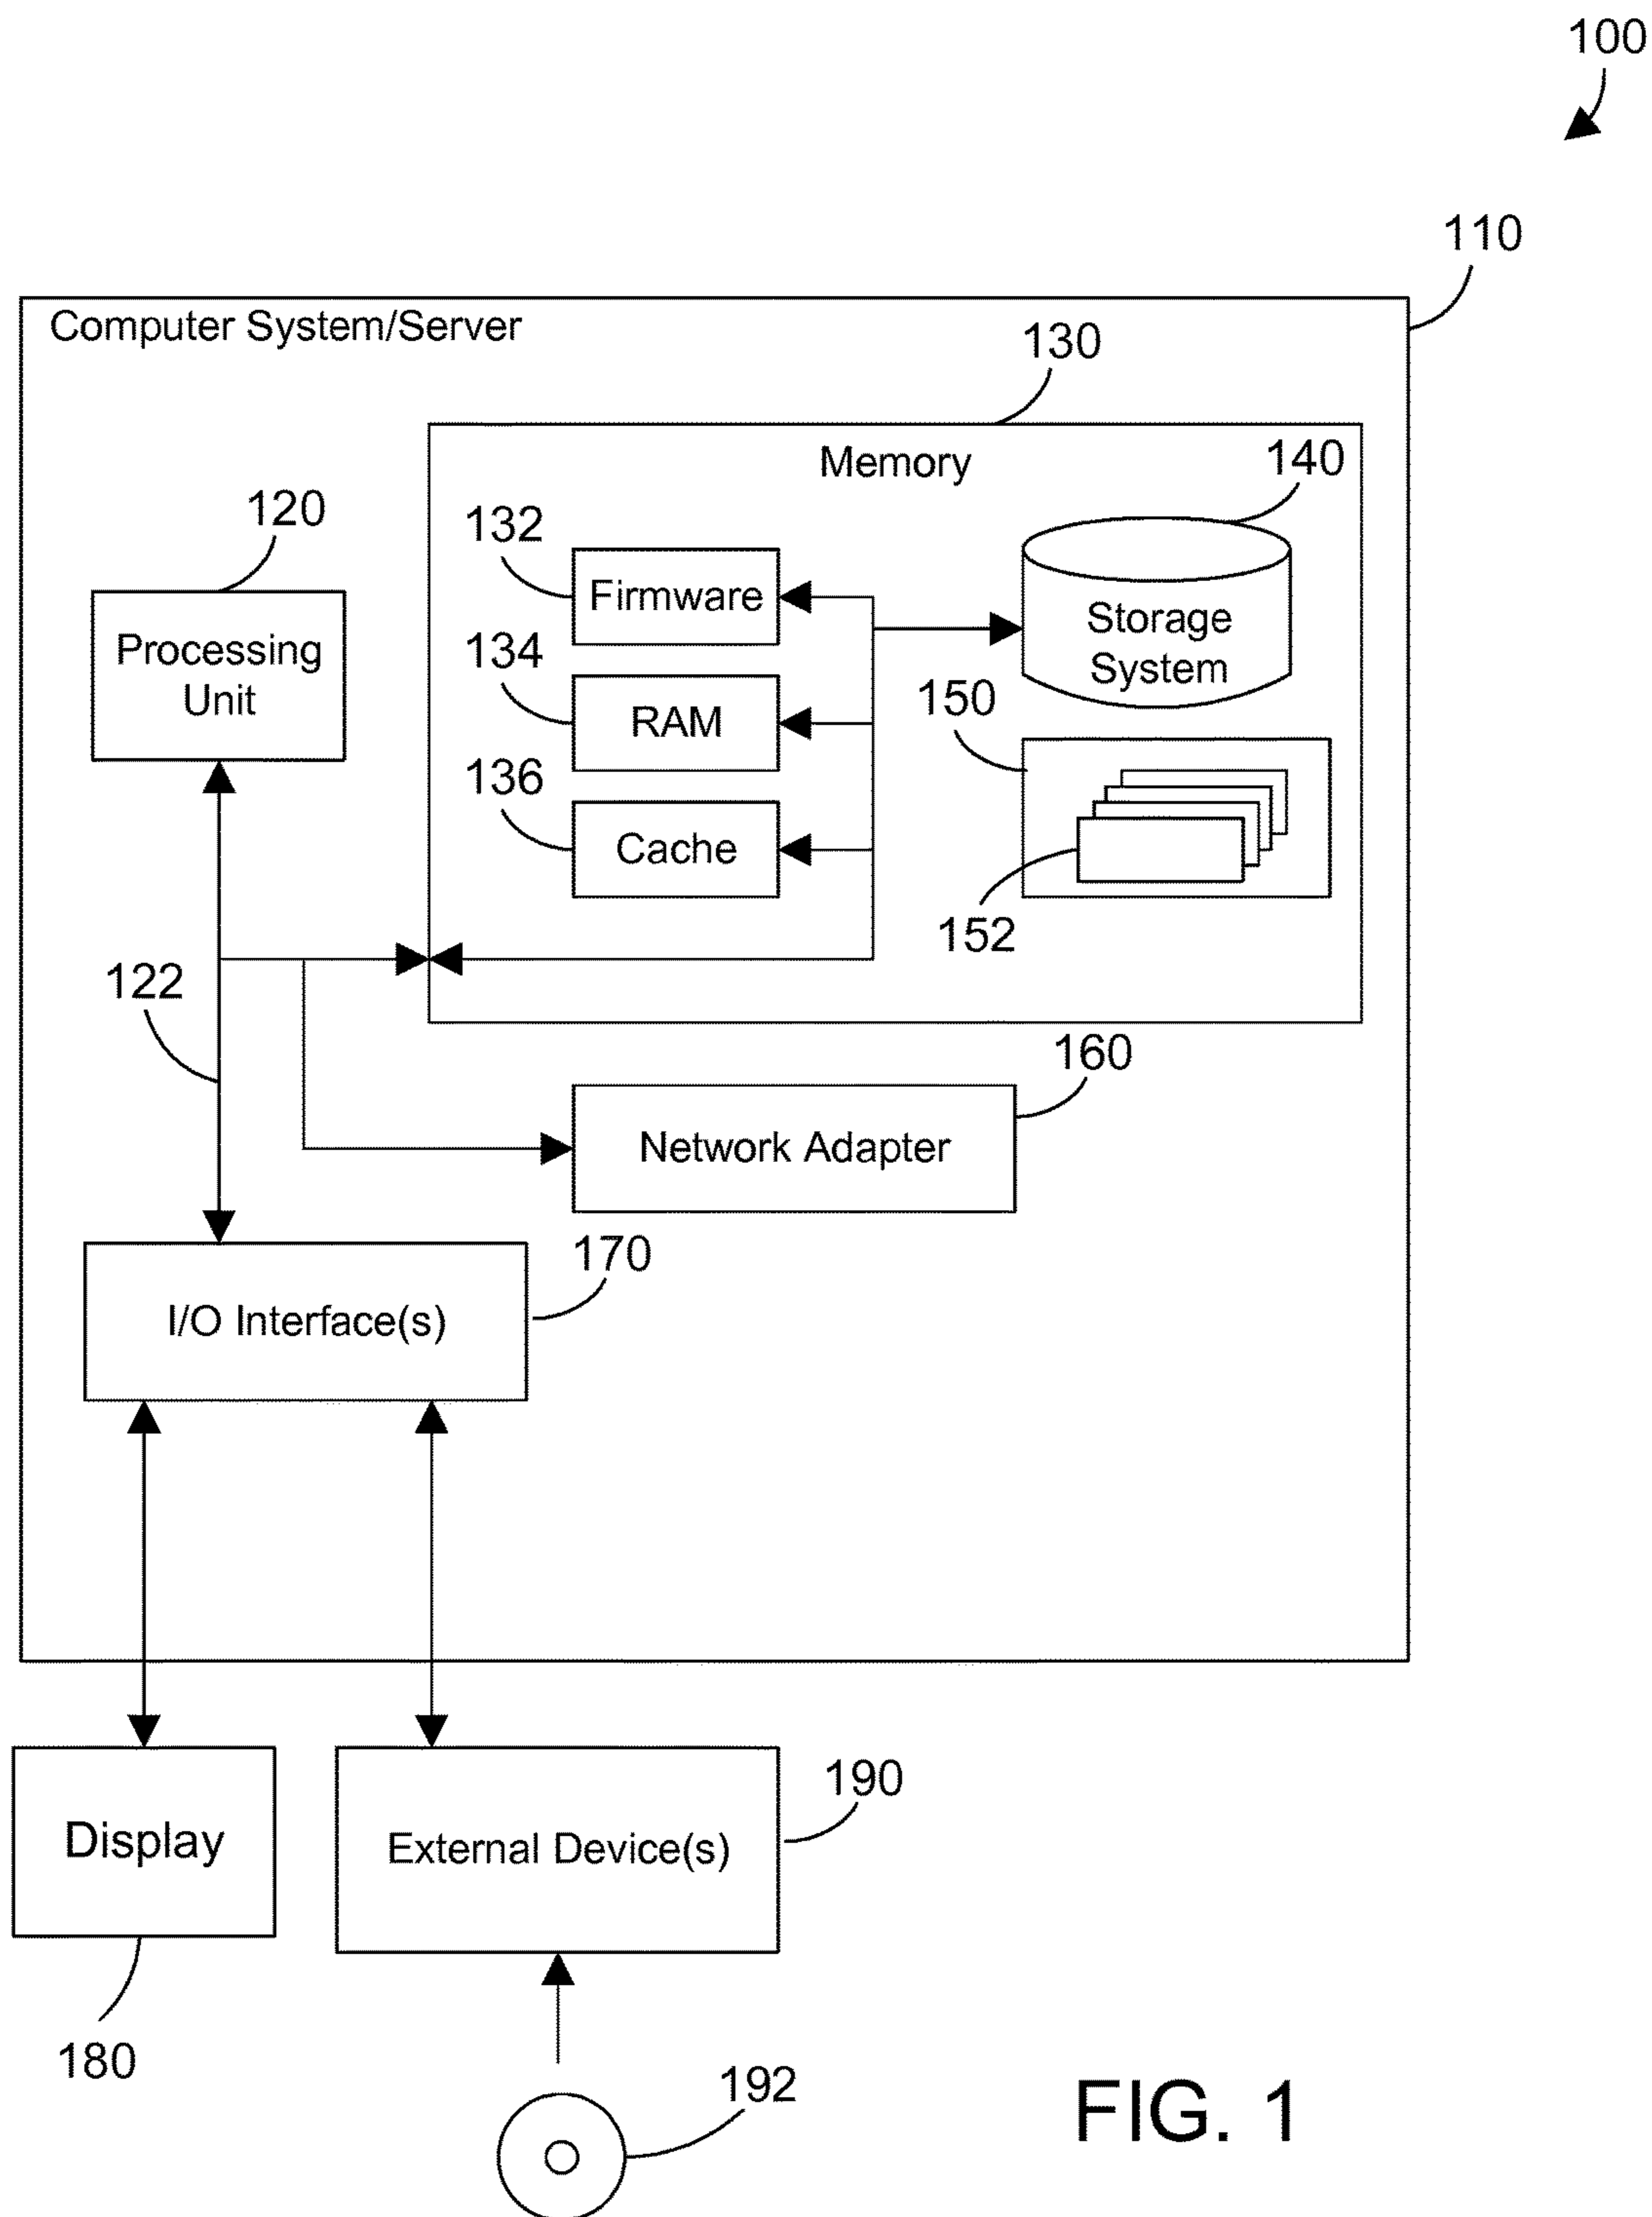 100
110
Computer System/Server
130
Memory
140
120
132
Firmware
Processing
Unit
Storage
System
134
RAM
150
136
Cache
152
122
160
Network Adapter
170
I/O Interface(s)
190
Display
External Device(s)
180
192
FIG. 1